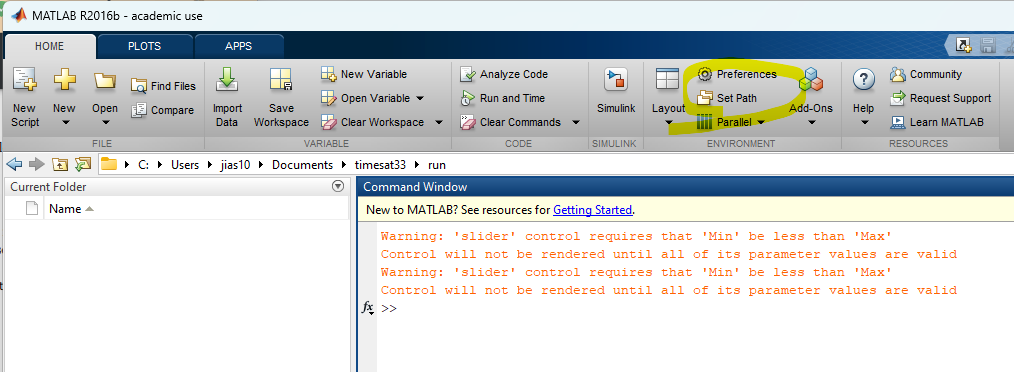 MATLAB R2016b - academic use
HOME PLOTS APPS
New Script
New
Open
Find Files
Compare
Import Data
Save Workspace
New Variable
Open Variable
Clear Workspace
Analyze Code
Run and Time
Clear Commands
Simulink
Layout
Preferences
Set Path
Parallel
Add-Ons
Help
Community
Request Support
Learn MATLAB
FILE VARIABLE CODE SIMULINK ENVIRONMENT RESOURCES
C: Users jias10 Documents timesat33 run
Current Folder
Name
Command Window
New to MATLAB? See resources for Getting Started.
Warning: 'slider' control requires that 'Min' be less than 'Max'
Control will not be rendered until all of its parameter values are valid
Warning: 'slider' control requires that 'Min' be less than 'Max'
Control will not be rendered until all of its parameter values are valid
fx >>